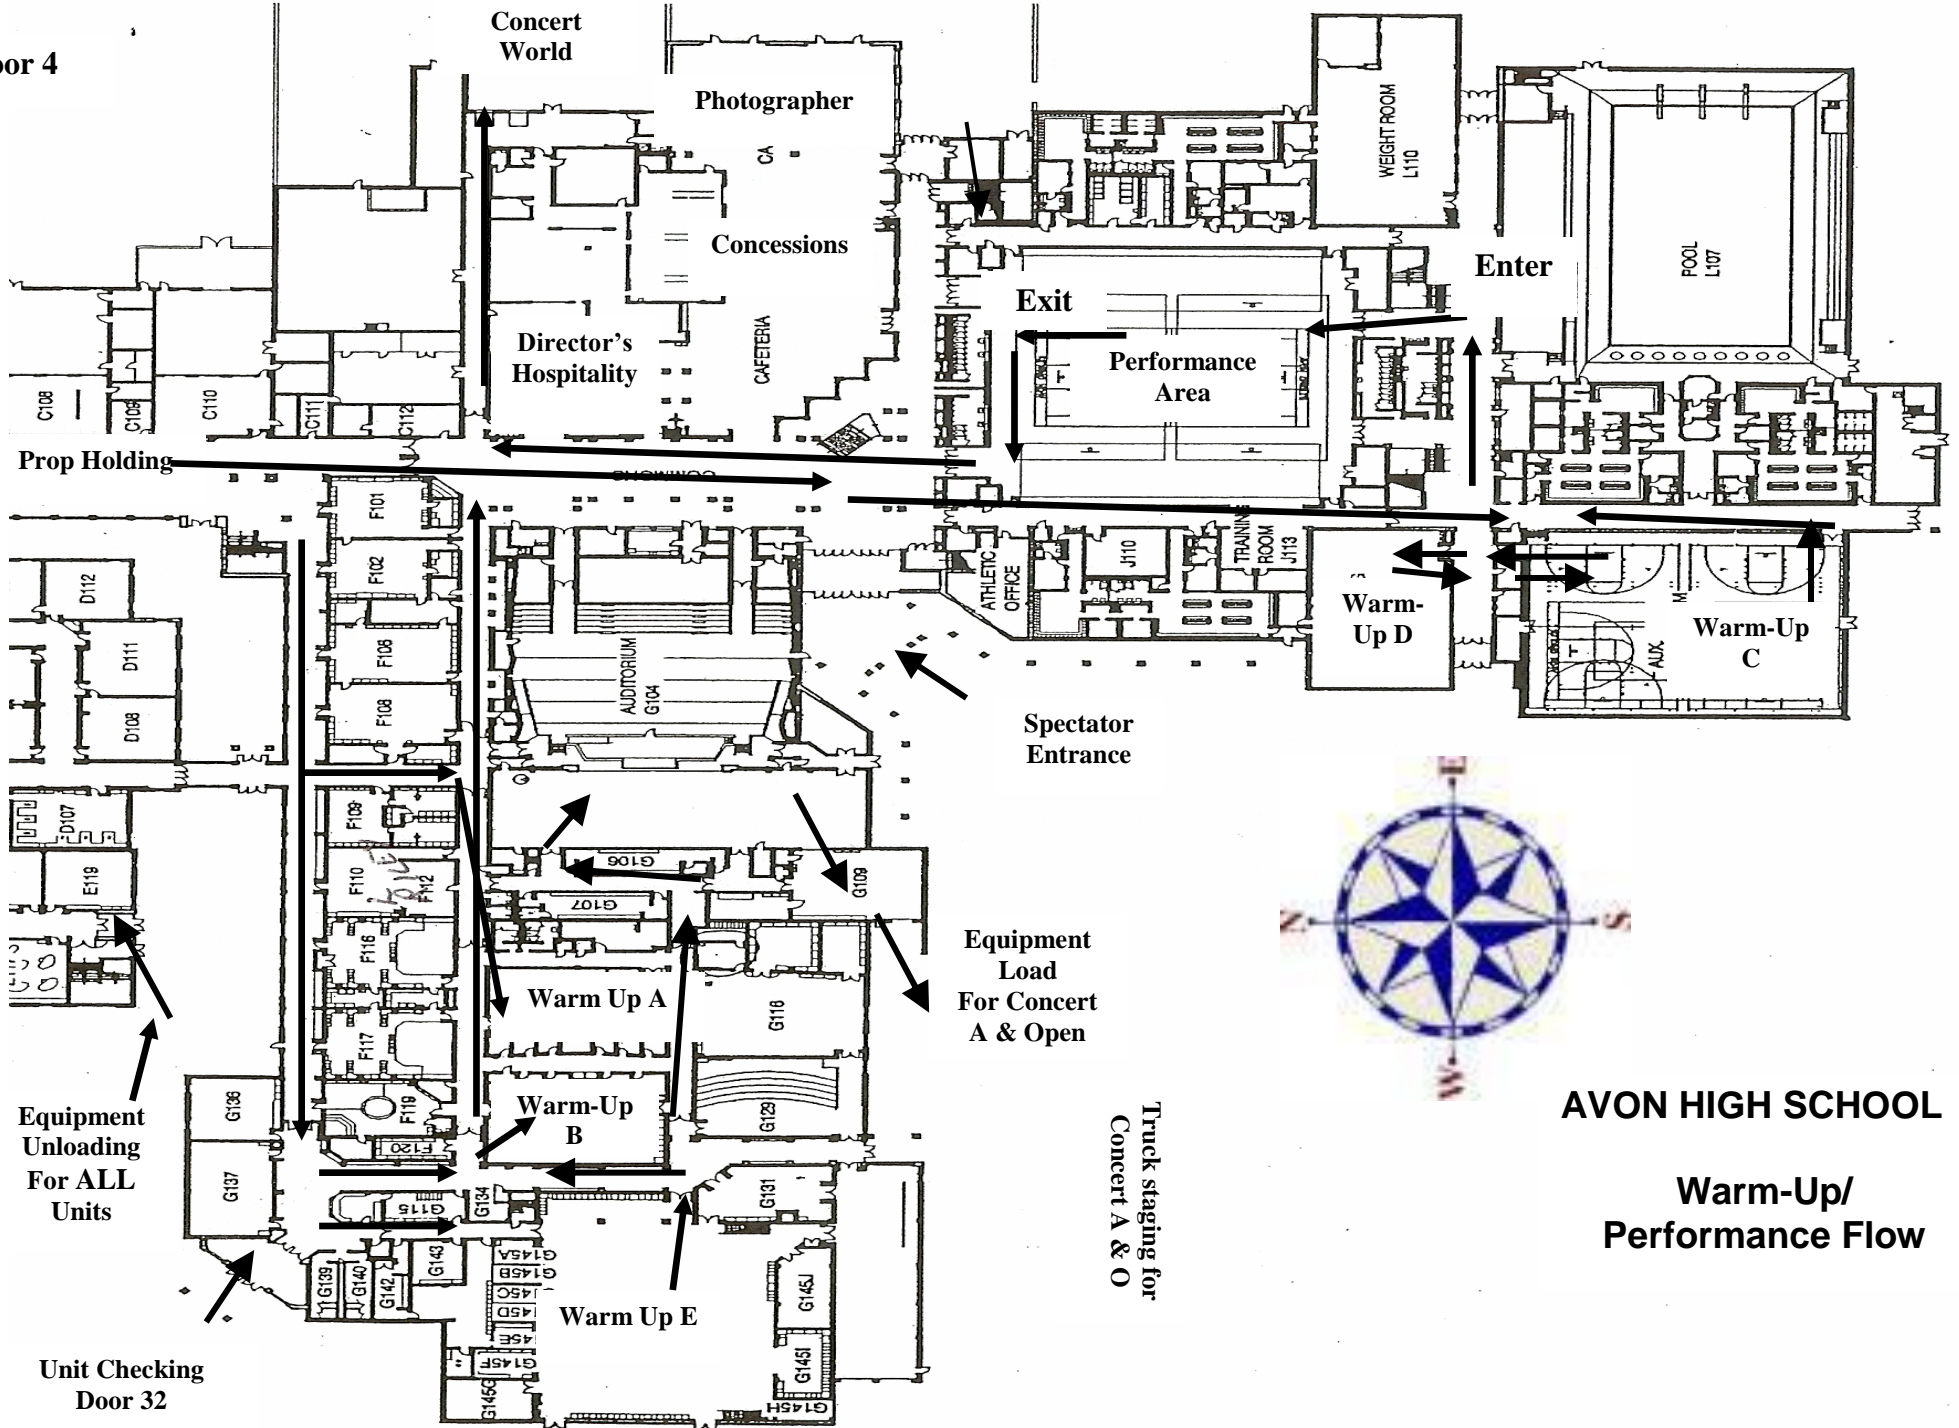 Concert
World
oor 4
Photographer
CA
WEIGHT ROOM
L110
POOL
L107
Concessions
Enter
Exit
Director's
Hospitality
CAFETERIA
Performance
Area
C108
C109
C110
C111
C112
Prop Holding
COMMONS
F101
F102
F106
F108
D112
D111
D108
ATHLETIC
OFFICE
J110
TRAINING
ROOM
J113
Warm-
Up D
AUX.
Warm-Up
C
AUDITORIUM
G104
Spectator
Entrance
E
N
S
W
D107
E119
F109
F110
F112
F116
F117
F119
F120
G106
G107
G109
Warm Up A
G116
Equipment
Load
For Concert
A & Open
Equipment
Unloading
For ALL
Units
G136
G137
Warm-Up
B
G129
G131
G134
G115
Truck staging for
Concert A & O
AVON HIGH SCHOOL
Warm-Up/
Performance Flow
G139
G140
G142
G143
G145A
G145B
145C
145D
45E
G145F
G145G
Warm Up E
G145J
G145I
G145H
Unit Checking
Door 32